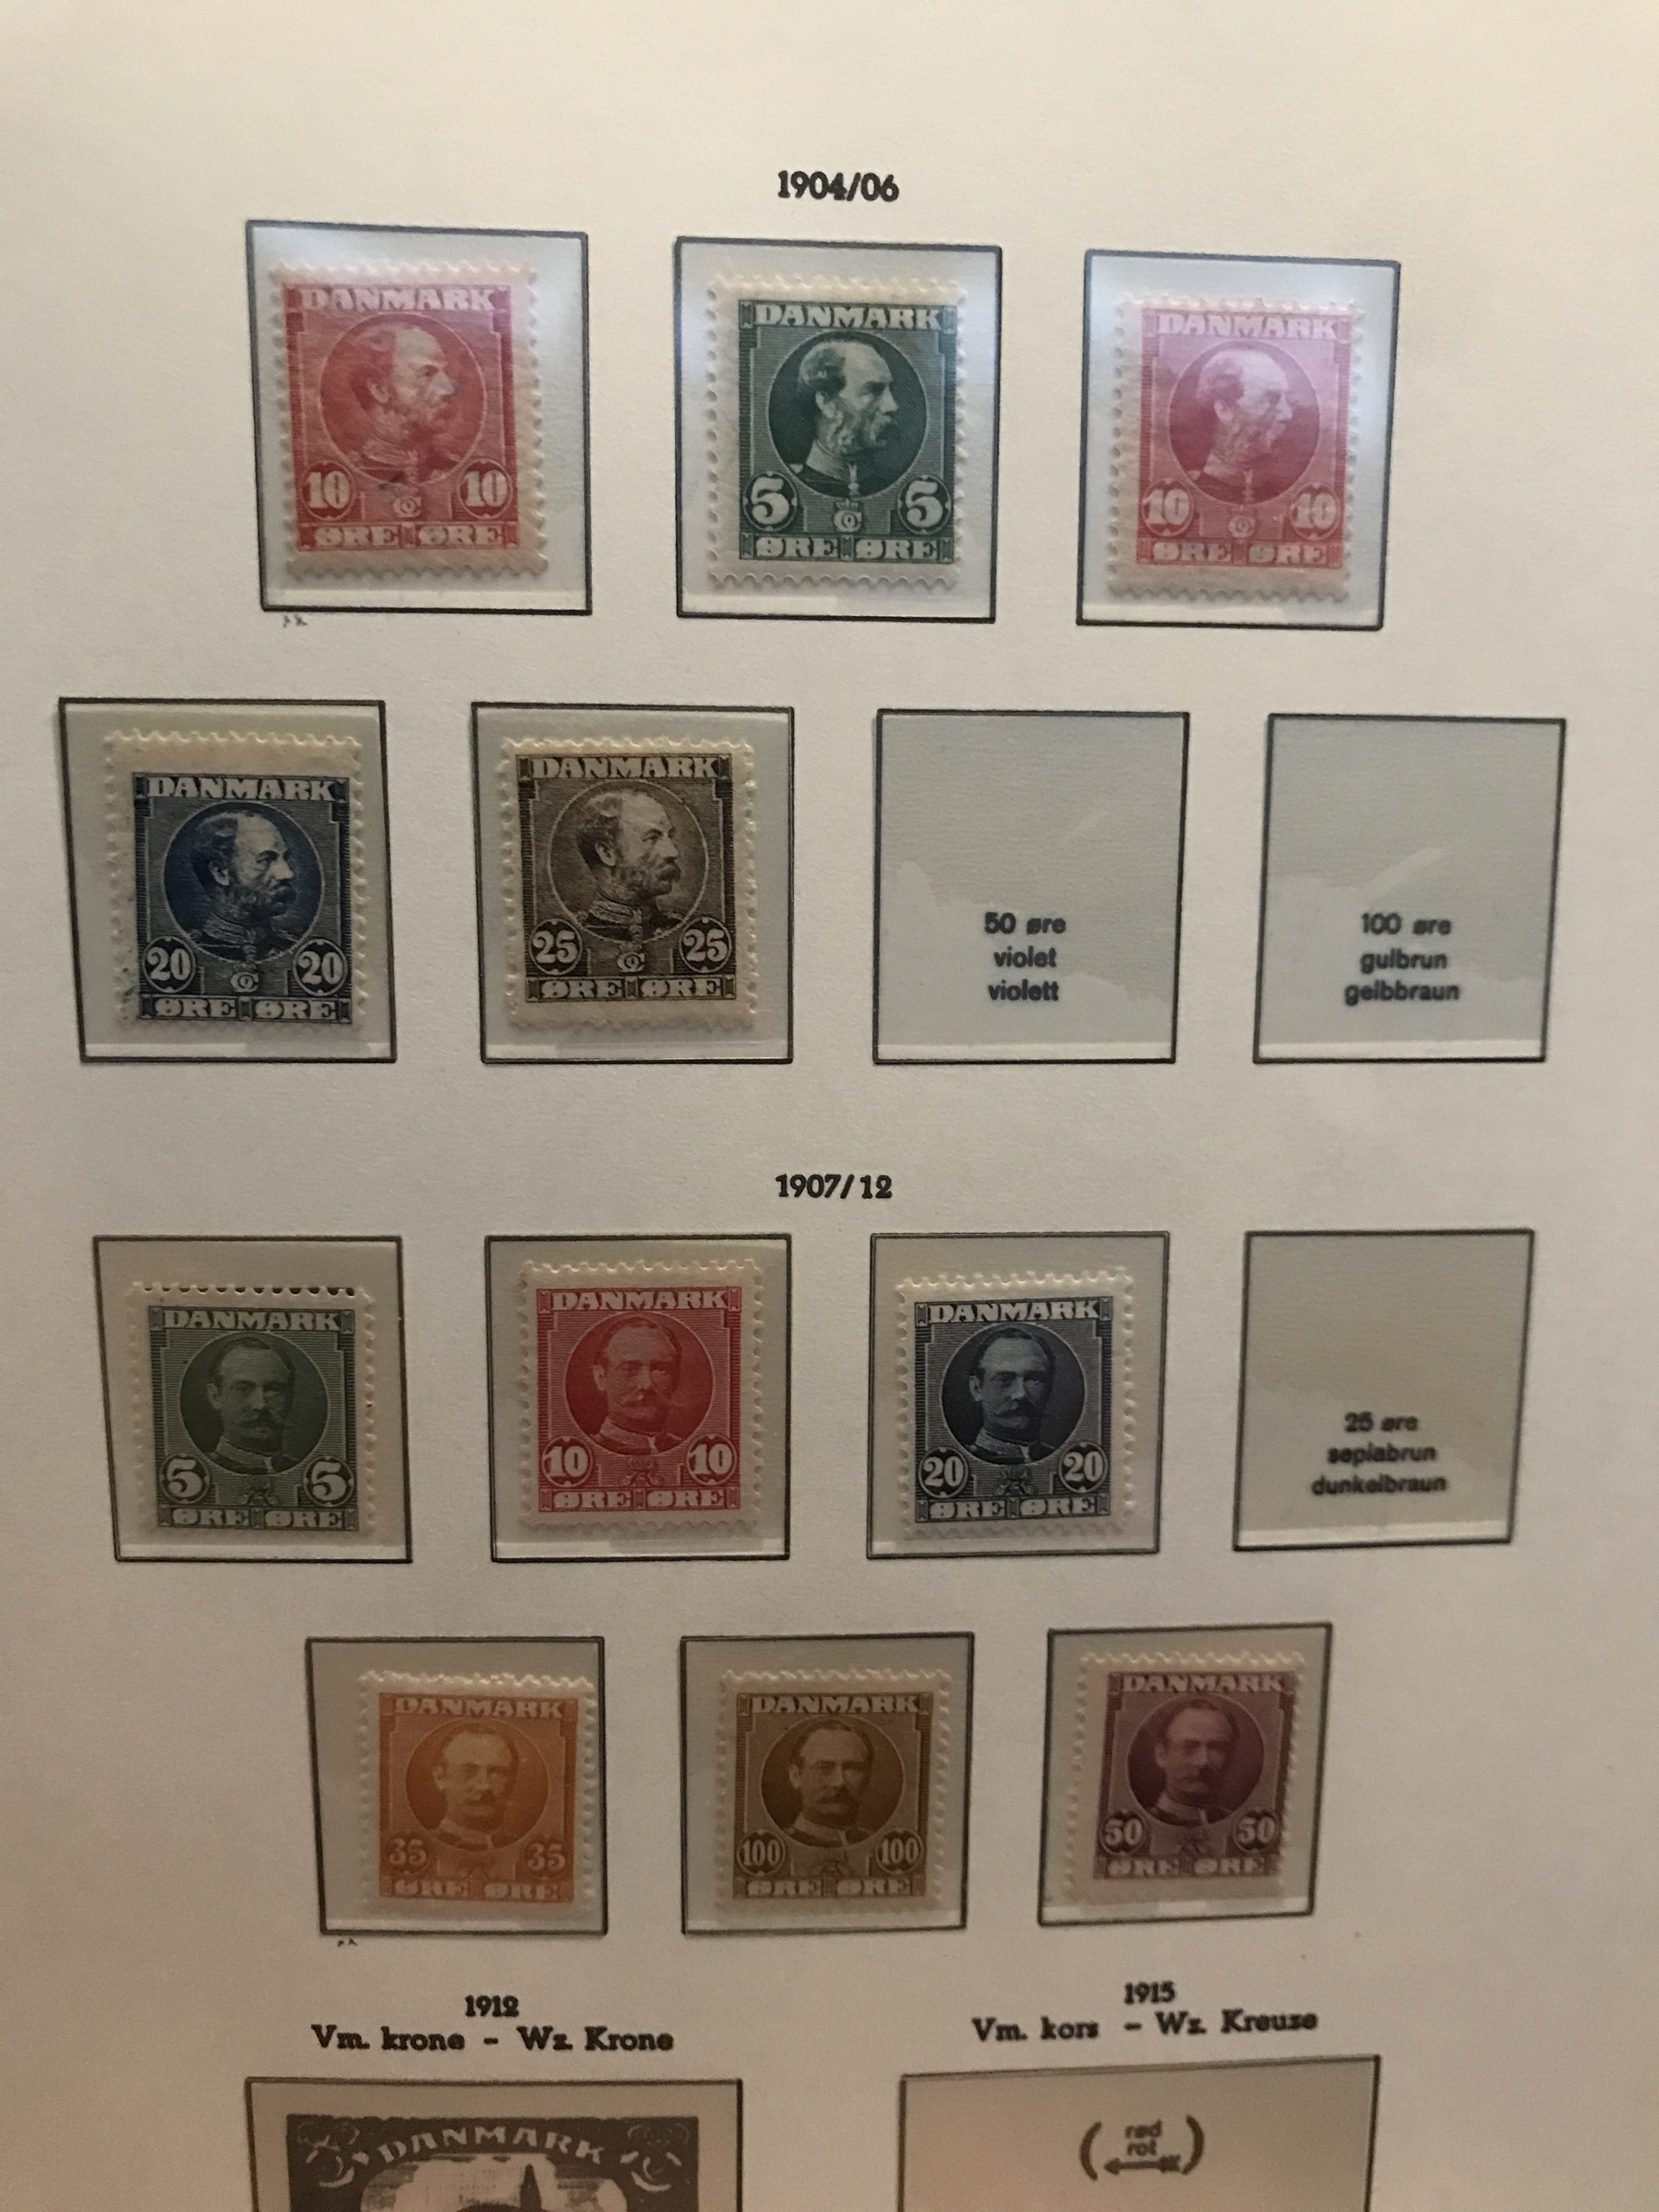 1904/06
DANMARK
10 10
ØRE ØRE
DANMARK
5 5
ØRE ØRE
DANMARK
10 10
ØRE ØRE
DANMARK
20 20
ØRE ØRE
DANMARK
25 25
ØRE ØRE
50 øre
violet
violett
100 øre
gulbrun
gelbbraun
1907/12
DANMARK
5 5
ØRE ØRE
DANMARK
10 10
ØRE ØRE
DANMARK
20 20
ØRE ØRE
25 øre
sepiabrun
dunkelbraun
DANMARK
35 35
ØRE ØRE
DANMARK
100 100
ØRE ØRE
DANMARK
50 50
ØRE ØRE
1912
Vm. krone - Wz. Krone
1915
Vm. kors - Wz. Kreuze
DANMARK
(rød
rot)